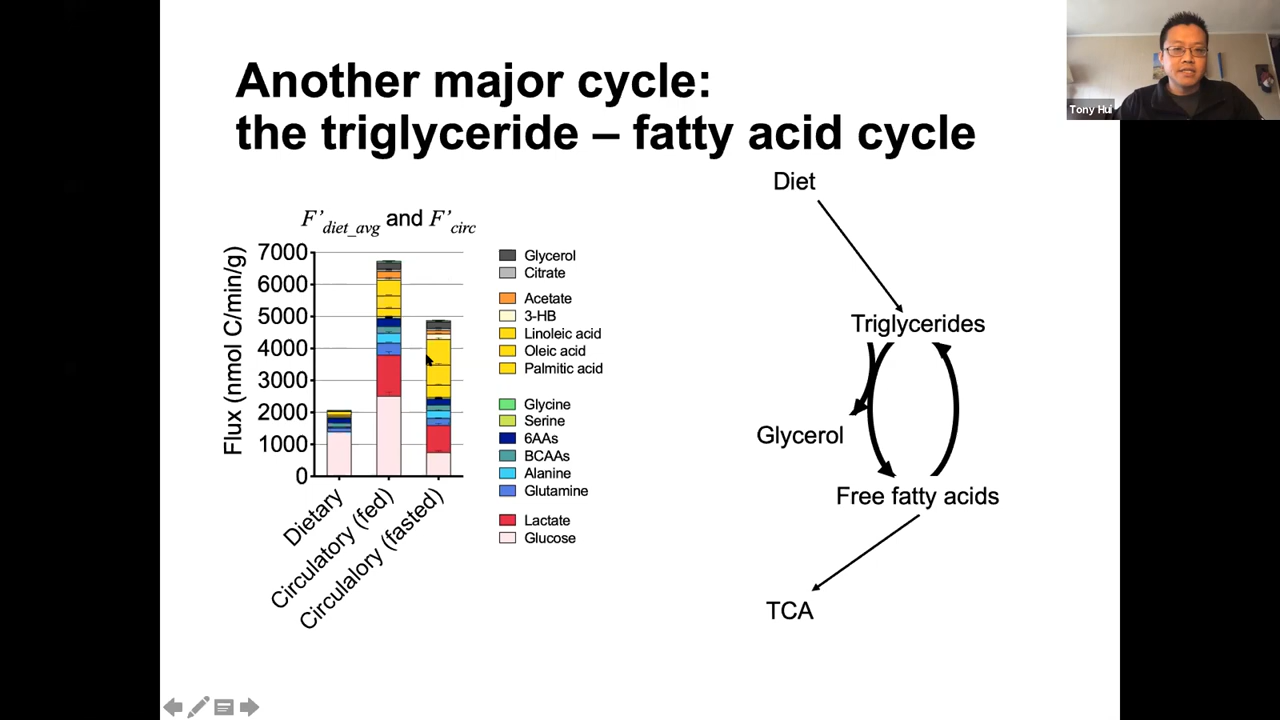 Another major cycle:
the triglyceride – fatty acid cycle
Tony Hui
Diet
F'diet_avg and F'circ
Flux (nmol C/min/g)
7000
6000
5000
4000
3000
2000
1000
0
Dietary
Circulatory (fed)
Circulalory (fasted)
Glycerol
Citrate
Acetate
3-HB
Linoleic acid
Oleic acid
Palmitic acid
Glycine
Serine
6AAs
BCAAs
Alanine
Glutamine
Lactate
Glucose
Triglycerides
Glycerol
Free fatty acids
TCA